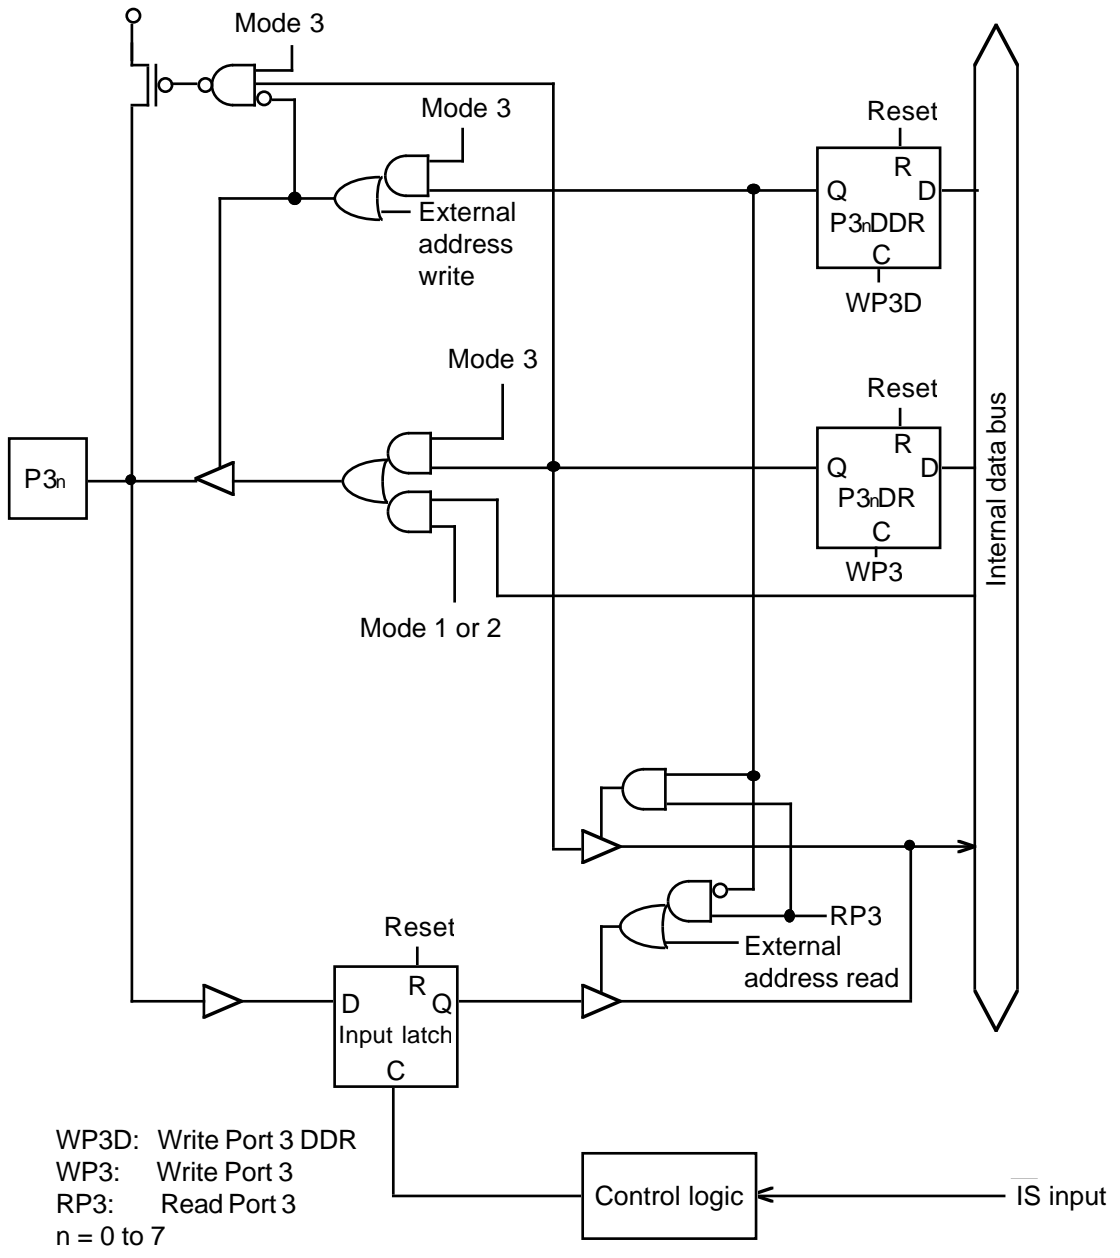 Mode 3
Mode 3
Reset
R
Q
D
P3nDDR
C
WP3D
External
address
write
Mode 3
Reset
R
Q
D
P3nDR
C
WP3
P3n
Internal data bus
Mode 1 or 2
RP3
External
address read
Reset
R
D
Q
Input latch
C
WP3D: Write Port 3 DDR
WP3: Write Port 3
RP3: Read Port 3
n = 0 to 7
Control logic
IS input